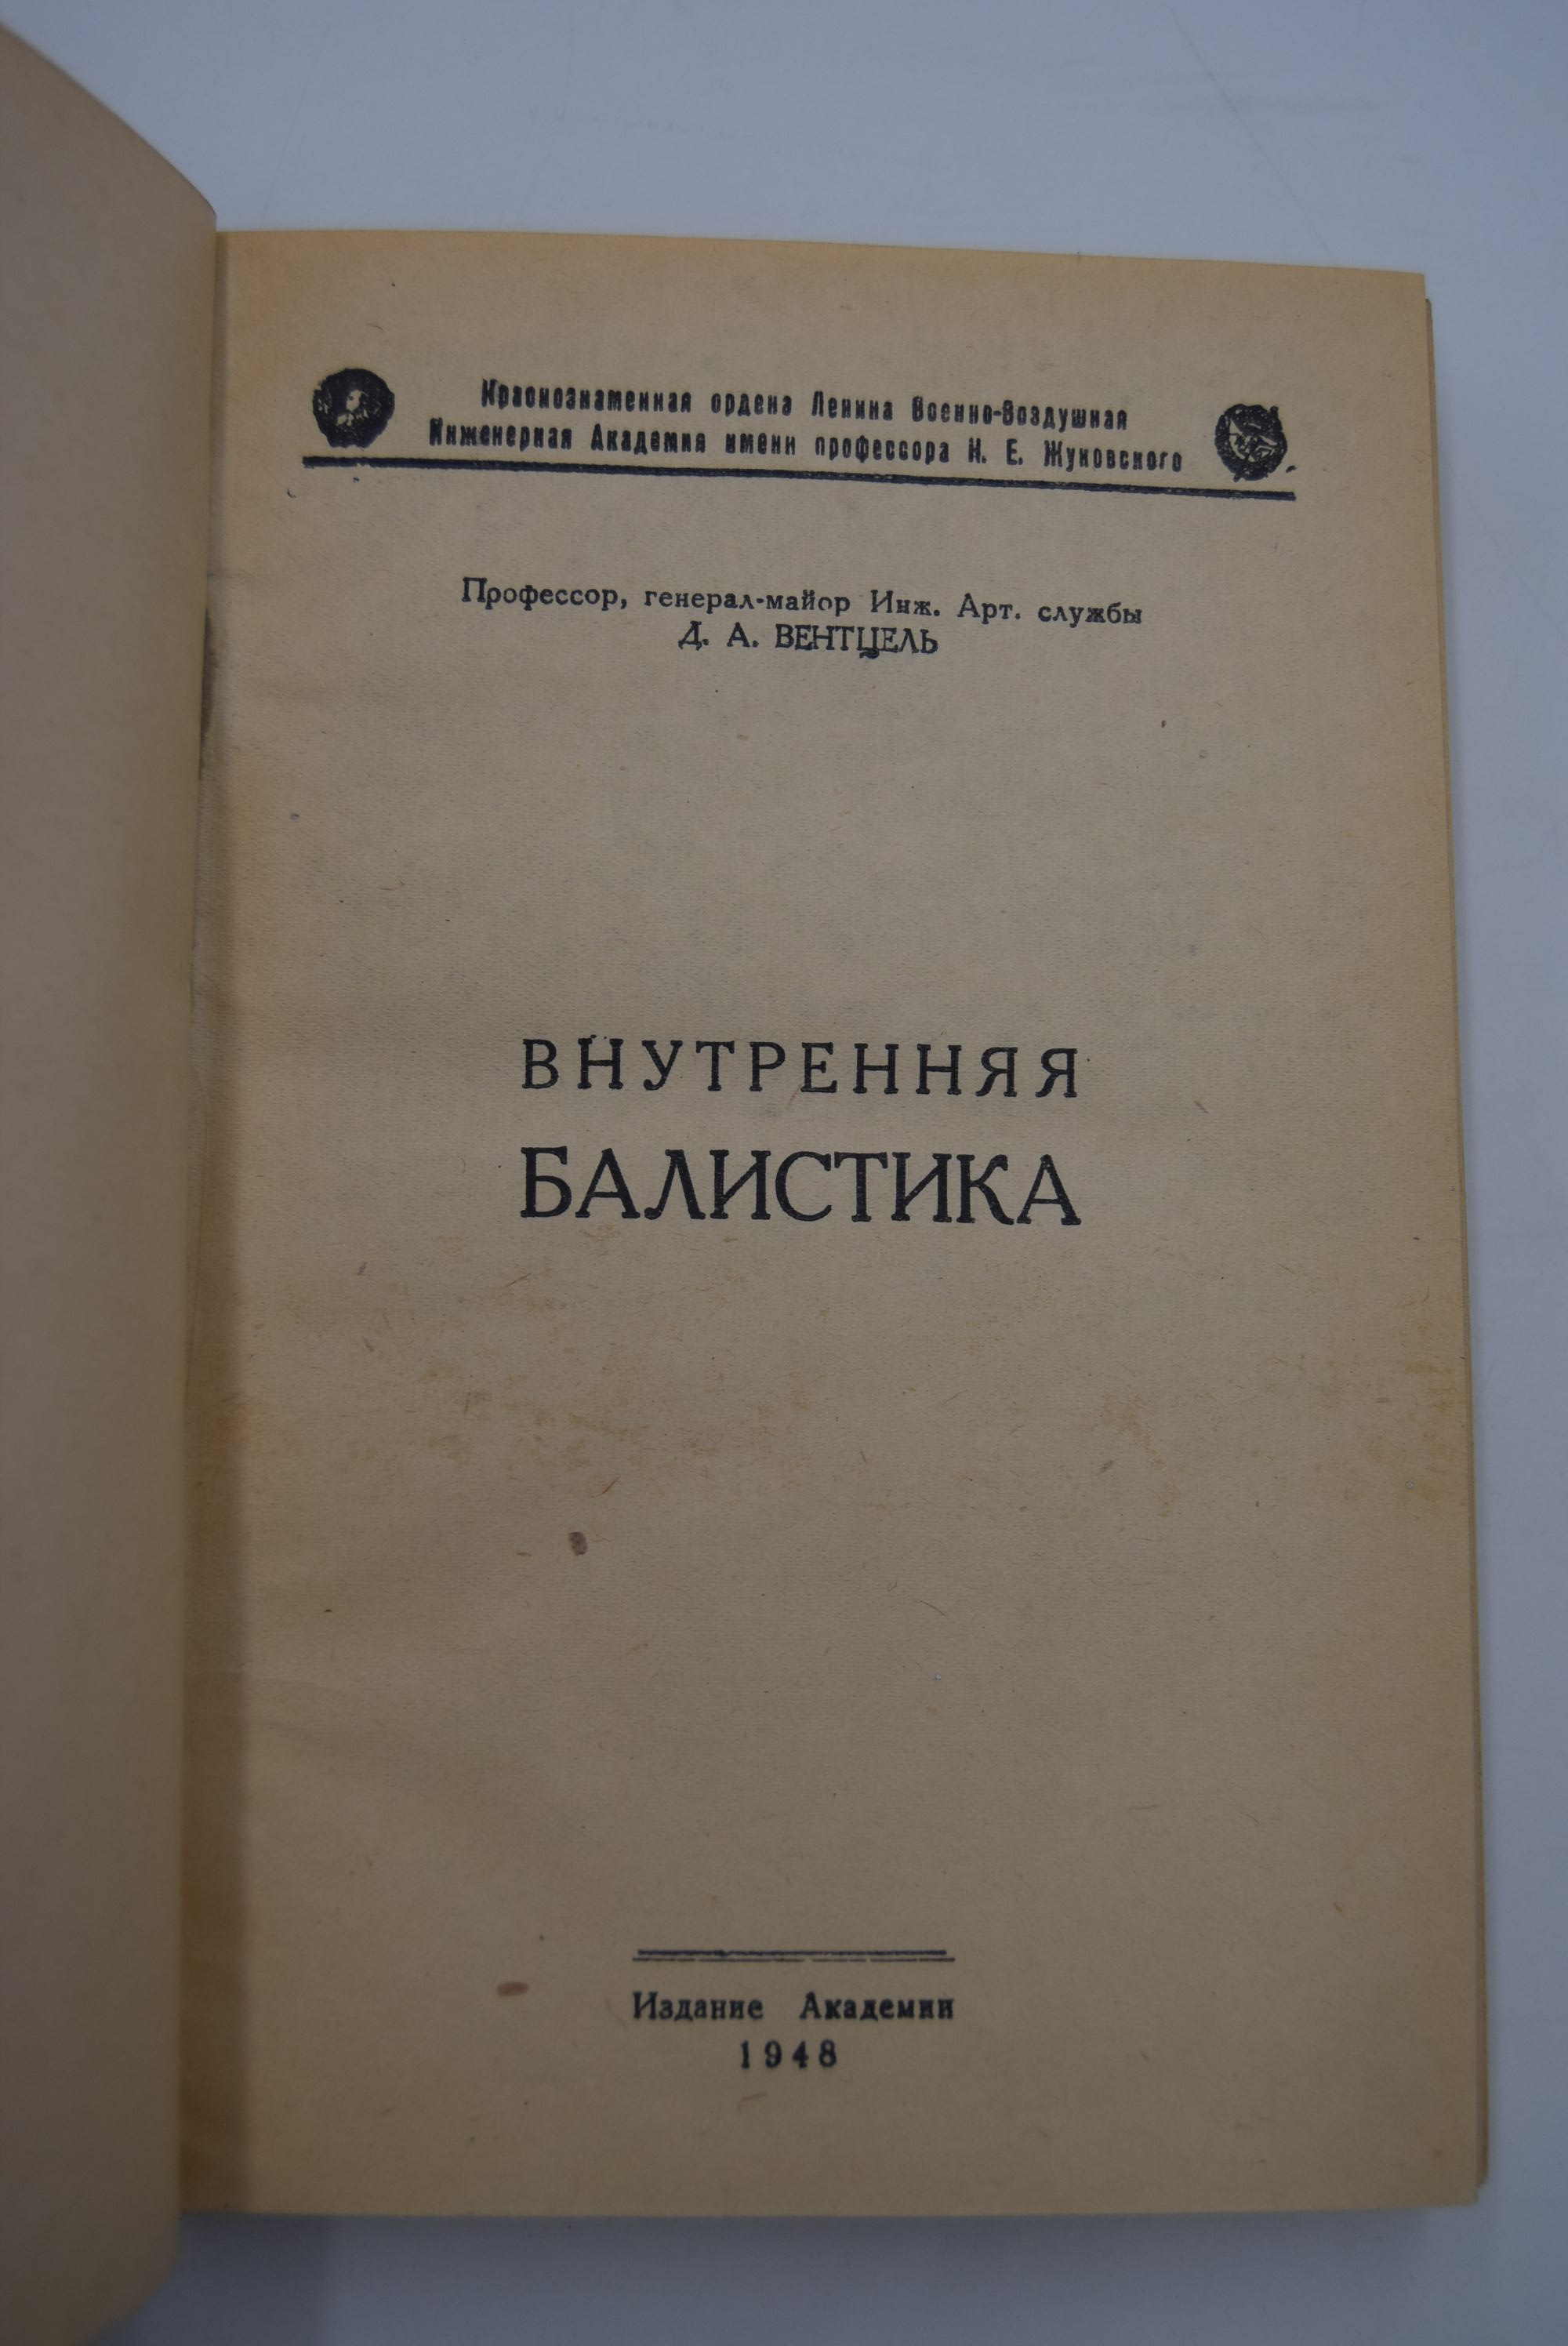 Краснознаменная ордена Ленина Военно-Воздушная
Инженерная Академия имени профессора Н. Е. Жуковского
Профессор, генерал-майор Инж. Арт. службы
Д. А. ВЕНТЦЕЛЬ
ВНУТРЕННЯЯ
БАЛИСТИКА
Издание Академии
1948